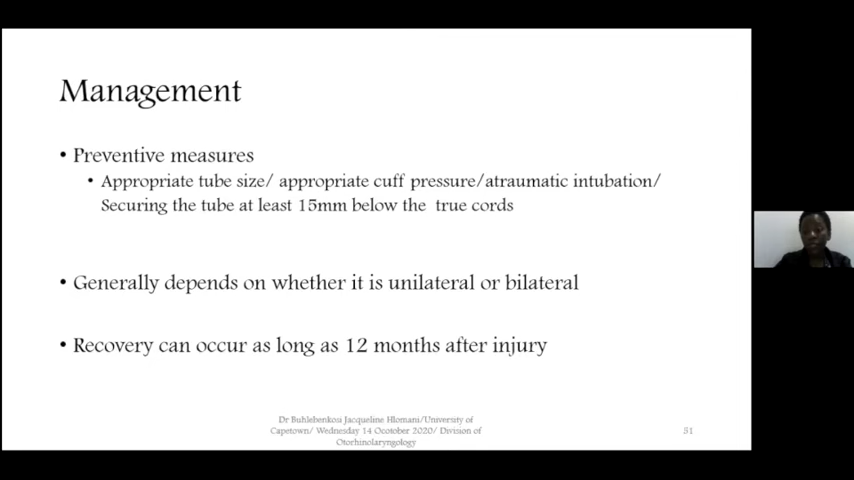 Management
• Preventive measures
• Appropriate tube size/ appropriate cuff pressure/atraumatic intubation/
Securing the tube at least 15mm below the true cords
• Generally depends on whether it is unilateral or bilateral
• Recovery can occur as long as 12 months after injury
Dr Buhlebenkosi Jacqueline Hlomani/University of
Capetown/ Wednesday 14 Ocotober 2020/ Division of
Otorhinolaryngology
51